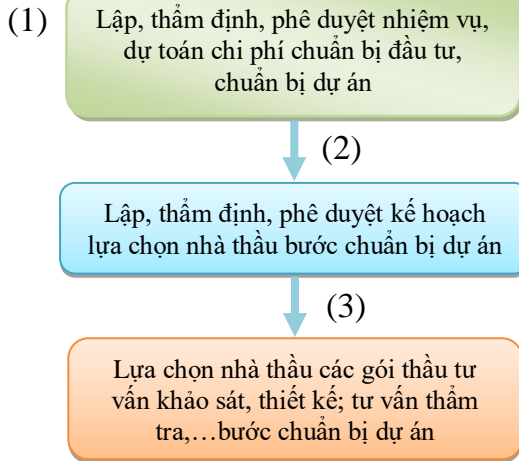 (1)
Lập, thẩm định, phê duyệt nhiệm vụ,
dự toán chi phí chuẩn bị đầu tư,
chuẩn bị dự án
(2)
Lập, thẩm định, phê duyệt kế hoạch
lựa chọn nhà thầu bước chuẩn bị dự án
(3)
Lựa chọn nhà thầu các gói thầu tư
vấn khảo sát, thiết kế; tư vấn thẩm
tra,…bước chuẩn bị dự án